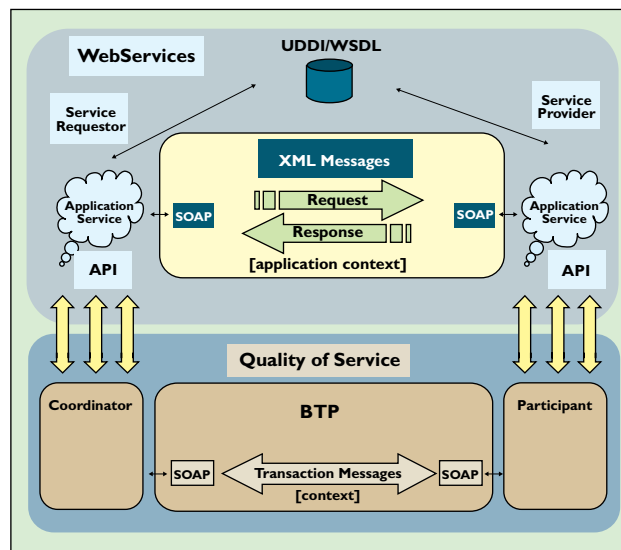 WebServices
UDDI/WSDL
Service
Requestor
Service
Provider
XML Messages
Application
Service
SOAP
Request
Response
[application context]
SOAP
Application
Service
API
API
Quality of Service
Coordinator
BTP
Participant
SOAP
Transaction Messages
[context]
SOAP